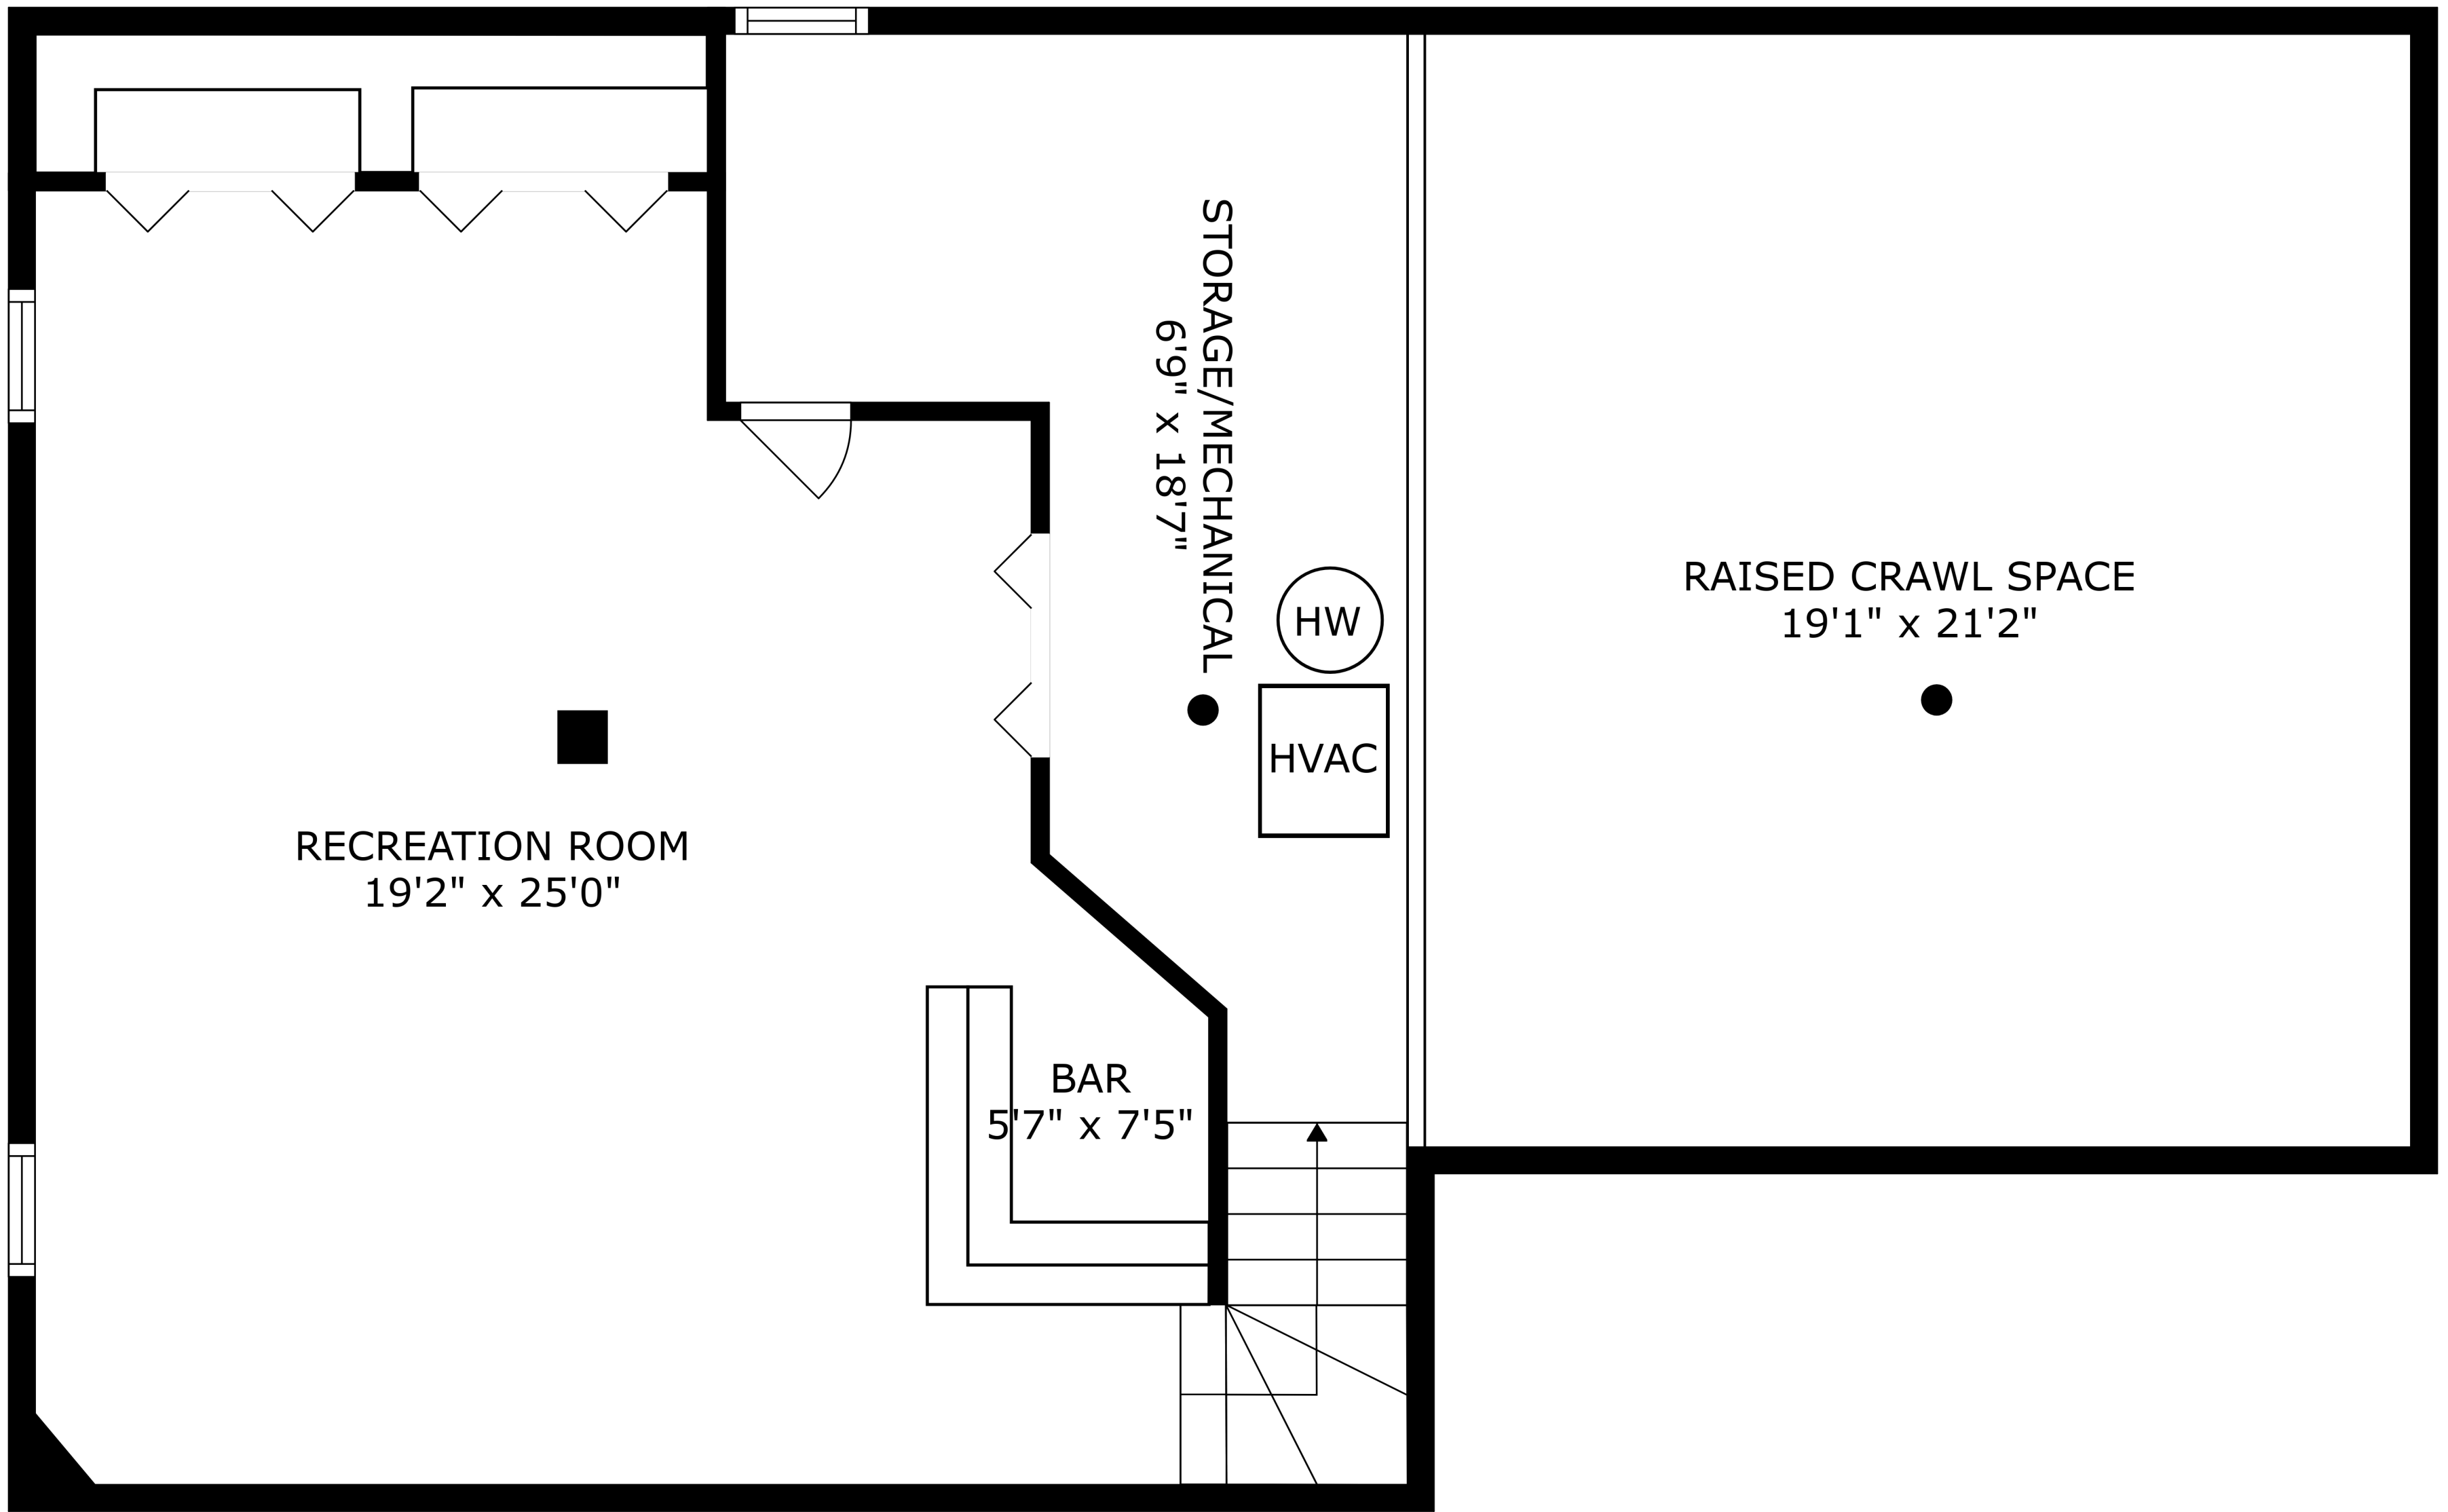 STORAGE/MECHANICAL
6'9" x 18'7"
HW
HVAC
RAISED CRAWL SPACE
19'1" x 21'2"
RECREATION ROOM
19'2" x 25'0"
BAR
5'7" x 7'5"